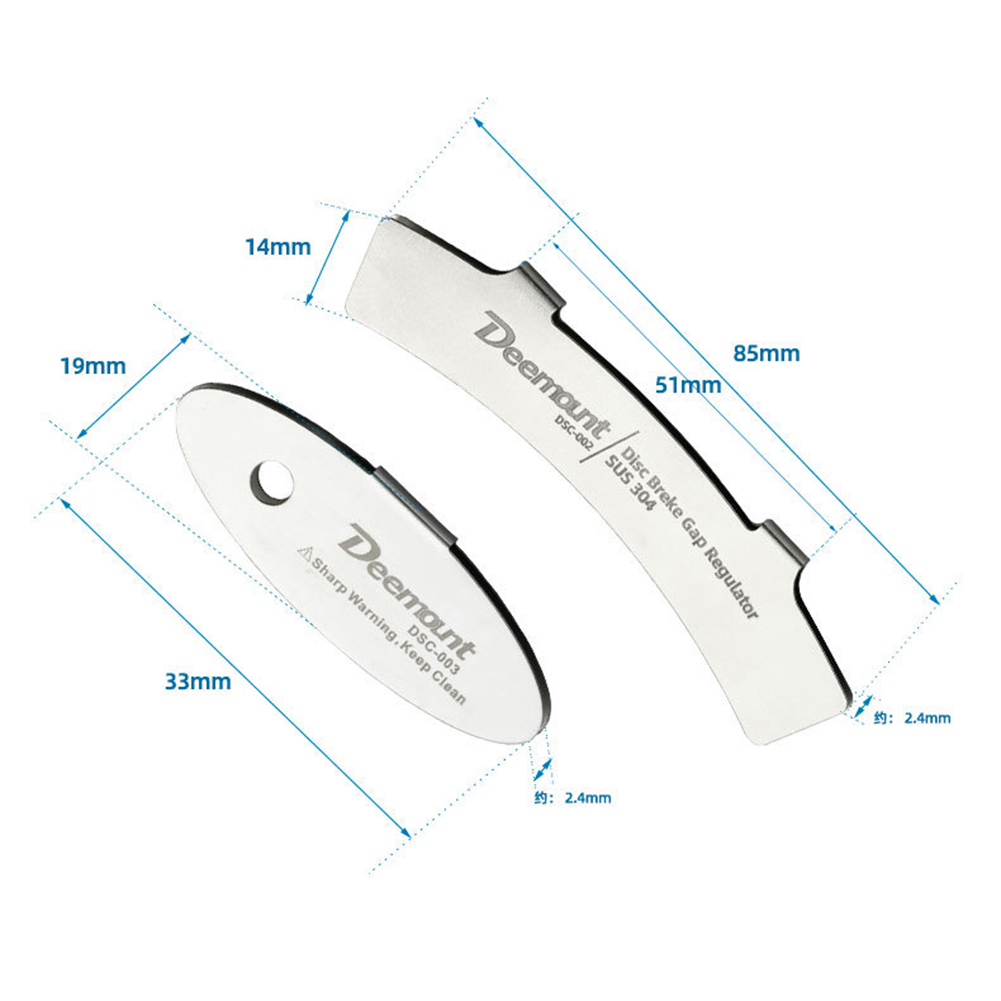 14mm
85mm
51mm
19mm
Deemount
DSC-002
Disc Breke Gap Regulator
SUS 304
Deemount
DSC-003
⚠Sharp Warning,Keep Clean
33mm
约: 2.4mm
约: 2.4mm